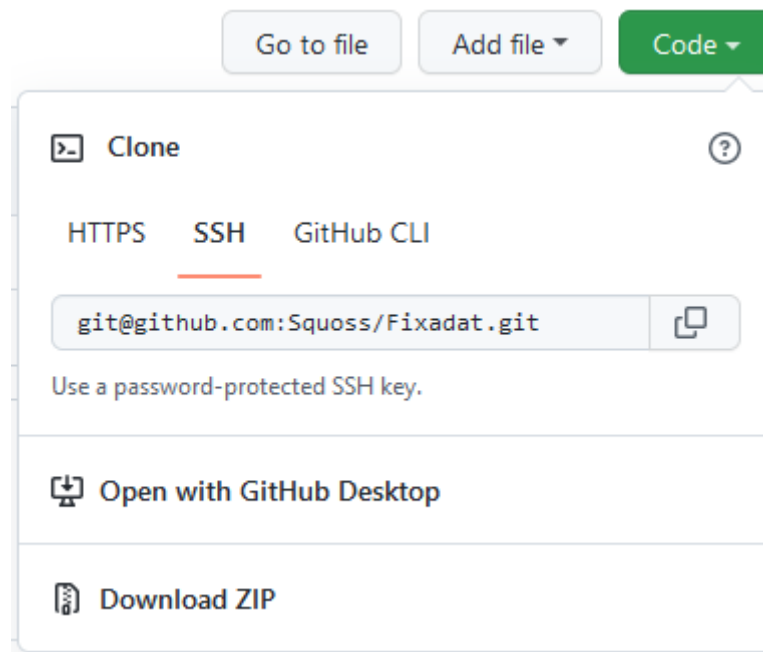 Go to file Add file Code
Clone
HTTPS SSH GitHub CLI
git@github.com:Squoss/Fixadat.git
Use a password-protected SSH key.
Open with GitHub Desktop
Download ZIP